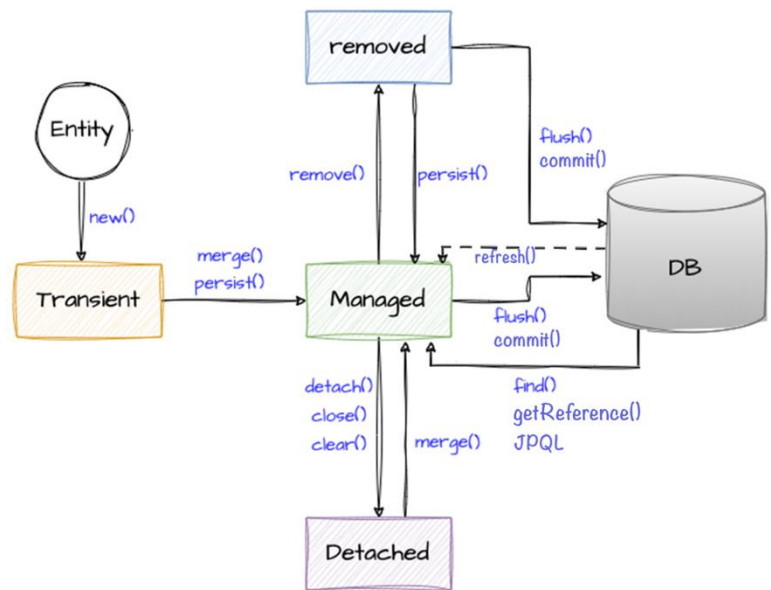 removed
Entity
flush()
commit()
remove()
persist()
new()
merge()
persist()
refresh()
DB
Transient
Managed
flush()
commit()
detach()
close()
clear()
find()
getReference()
JPQL
merge()
Detached